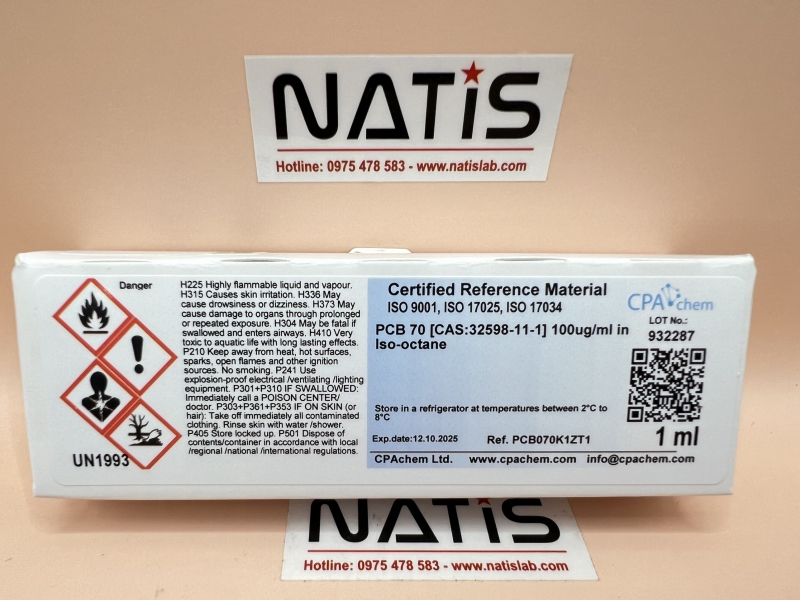 NATiS
Hotline: 0975 478 583 - www.natislab.com
Danger
H225 Highly flammable liquid and vapour.
H315 Causes skin irritation. H336 May
cause drowsiness or dizziness. H373 May
cause damage to organs through prolonged
or repeated exposure. H304 May be fatal if
swallowed and enters airways. H410 Very
toxic to aquatic life with long lasting effects.
P210 Keep away from heat, hot surfaces,
sparks, open flames and other ignition
sources. No smoking. P241 Use
explosion-proof electrical /ventilating /lighting
equipment. P301+P310 IF SWALLOWED:
Immediately call a POISON CENTER/
doctor. P303+P361+P353 IF ON SKIN (or
hair): Take off immediately all contaminated
clothing. Rinse skin with water /shower.
P405 Store locked up. P501 Dispose of
contents/container in accordance with local
/regional /national /international regulations.
UN1993
Certified Reference Material
ISO 9001, ISO 17025, ISO 17034
PCB 70 [CAS:32598-11-1] 100ug/ml in
Iso-octane
Store in a refrigerator at temperatures between 2°C to
8°C
Exp.date:12.10.2025 Ref. PCB070K1ZT1
CPAchem Ltd. www.cpachem.com info@cpachem.com
CPAchem
LOT No.:
932287
1 ml
NATiS
Hotline: 0975 478 583 - www.natislab.com